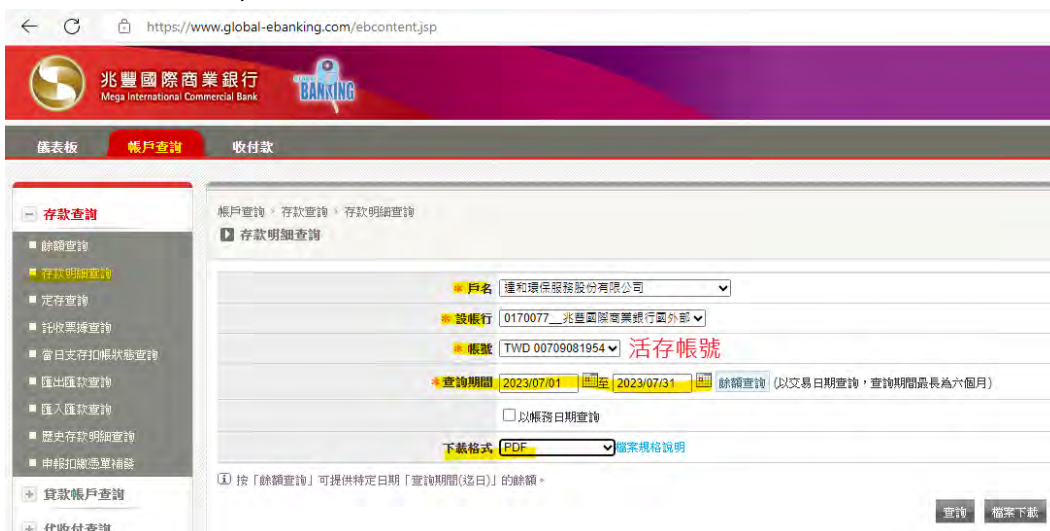 https://www.global-ebanking.com/ebcontent.jsp
兆豐國際商業銀行
Mega International Commercial Bank
BANKING
儀表板 帳戶查詢 收付款
存款查詢
餘額查詢
存款明細查詢
定存查詢
託收票據查詢
當日支存扣帳狀態查詢
匯出匯款查詢
匯入匯款查詢
歷史存款明細查詢
申報扣繳憑單補發
貸款帳戶查詢
代收付查詢
帳戶查詢 > 存款查詢 > 存款明細查詢
存款明細查詢
* 戶名 達和環保服務股份有限公司
* 設帳行 0170077__兆豐國際商業銀行國外部
* 帳號 TWD 00709081954 活存帳號
* 查詢期間 2023/07/01 至 2023/07/31 餘額查詢 (以交易日期查詢,查詢期間最長為六個月)
以帳務日期查詢
下載格式 PDF 檔案規格說明
按「餘額查詢」可提供特定日期「查詢期間(迄日)」的餘額。
查詢 檔案下載